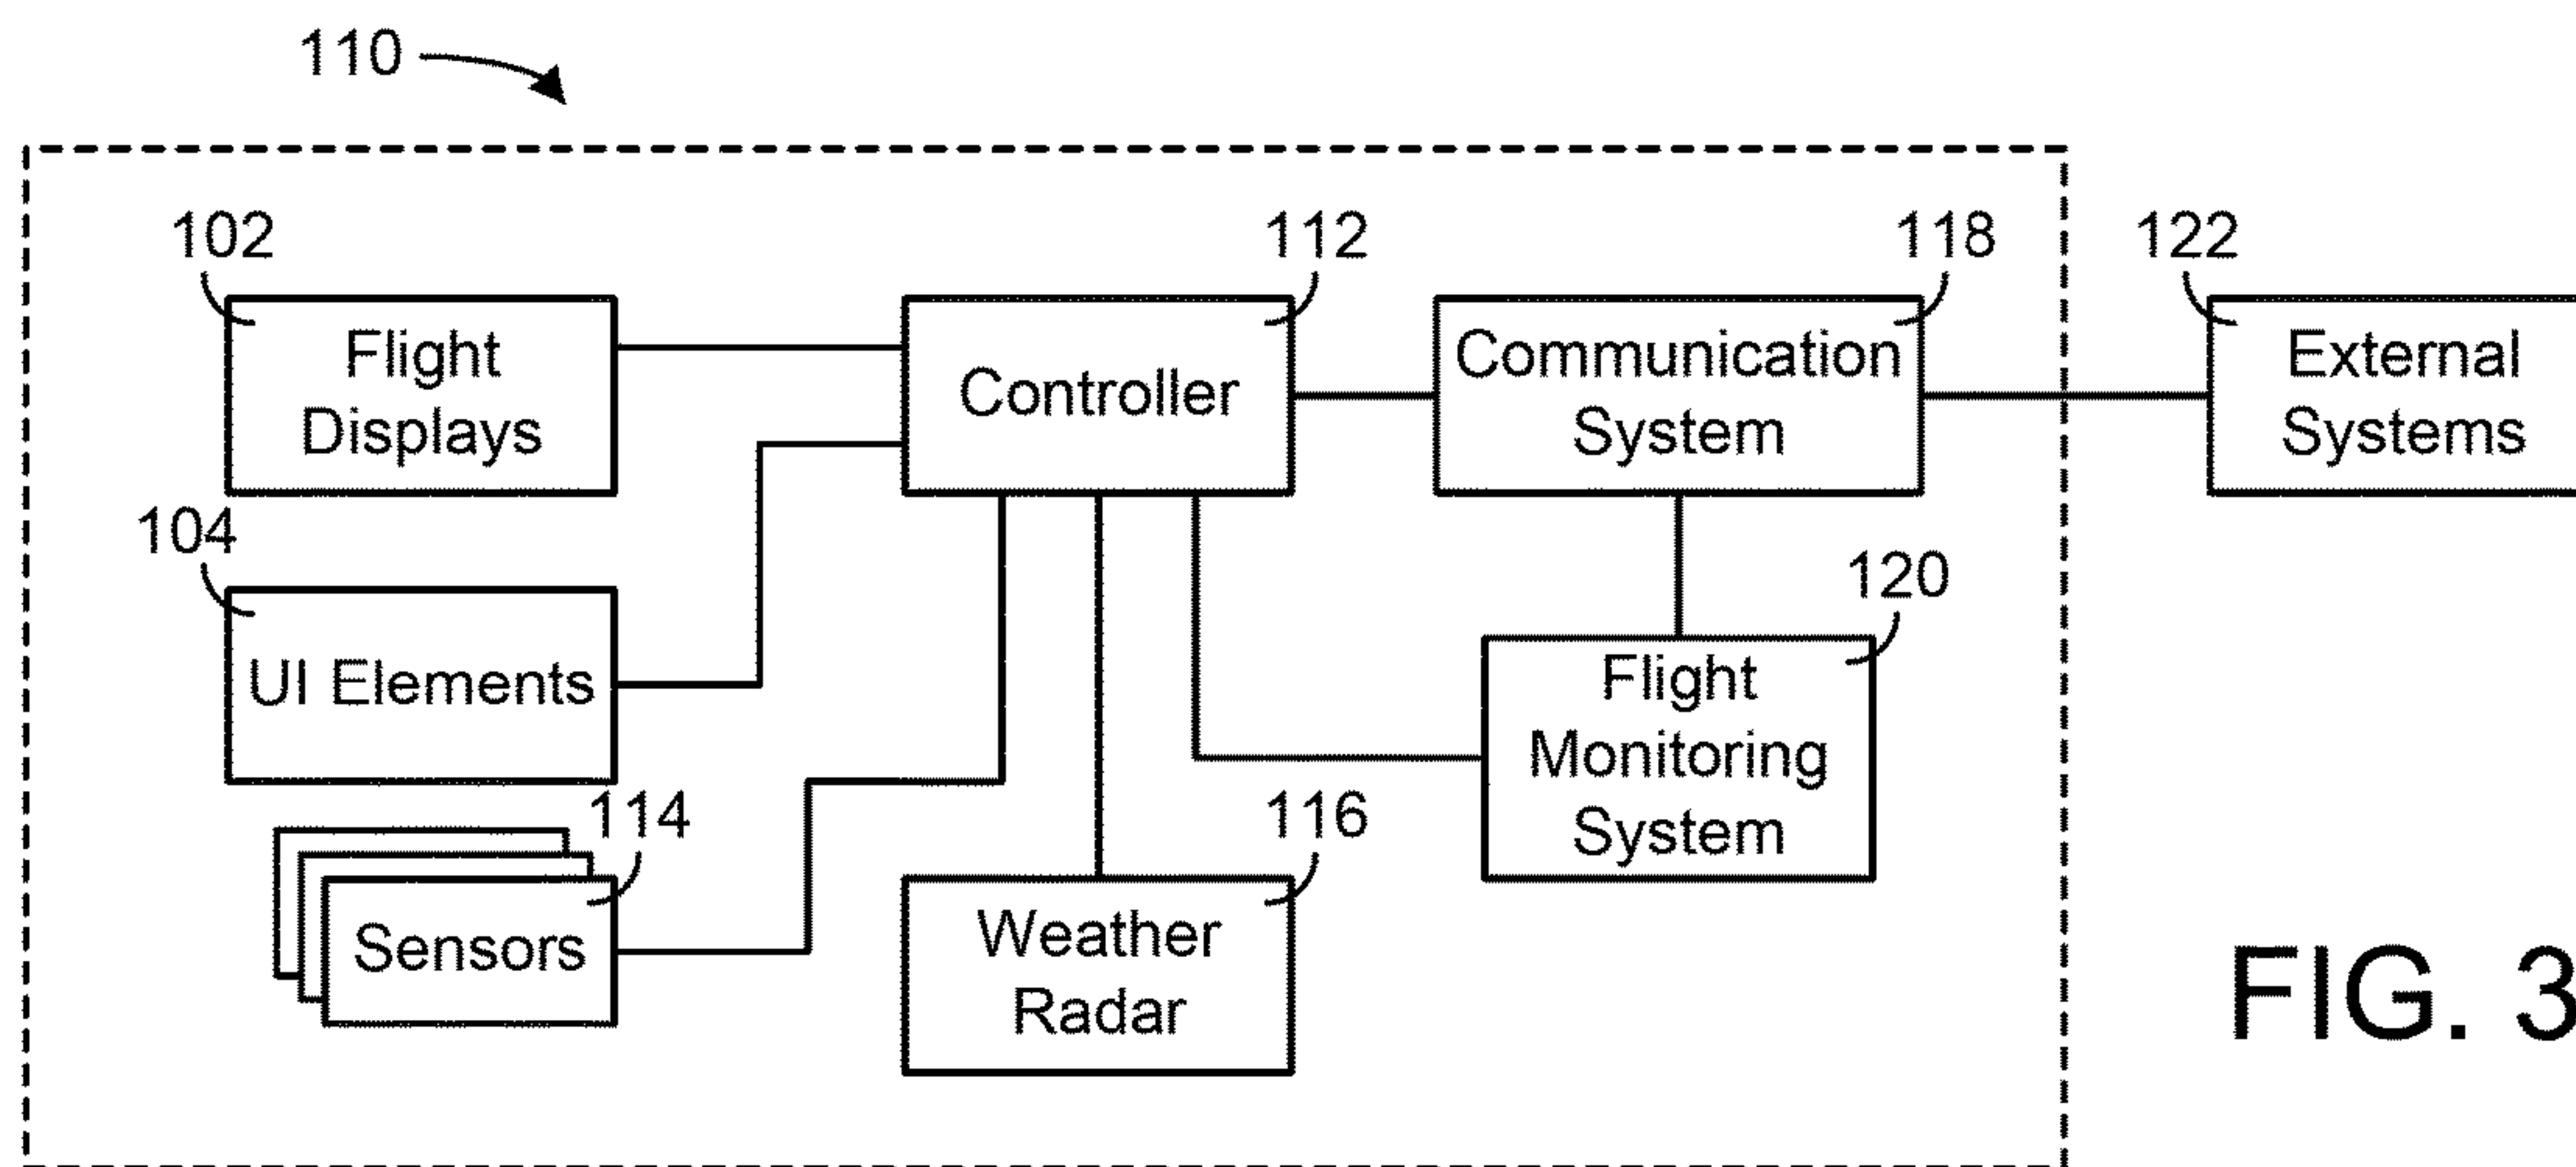 110
102
112
118
122
Flight
Displays
Controller
Communication
System
External
Systems
104
UI Elements
120
Flight
Monitoring
System
114
Sensors
116
Weather
Radar
FIG. 3